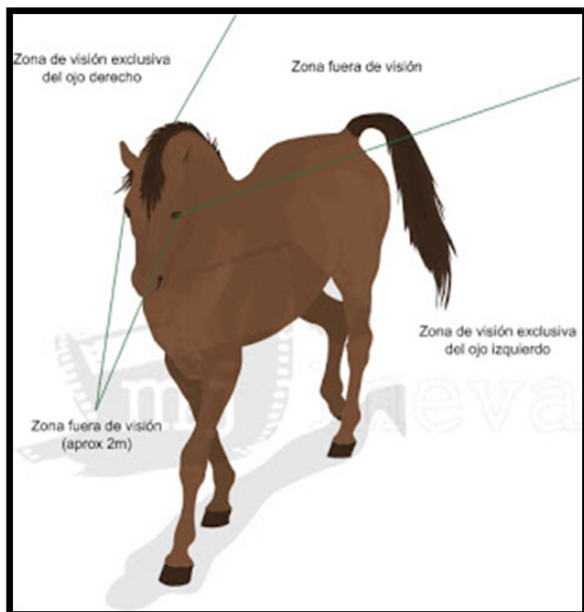 Zona de visión exclusiva
del ojo derecho
Zona fuera de visión
Zona de visión exclusiva
del ojo izquierdo
Zona fuera de visión
(aprox 2m)